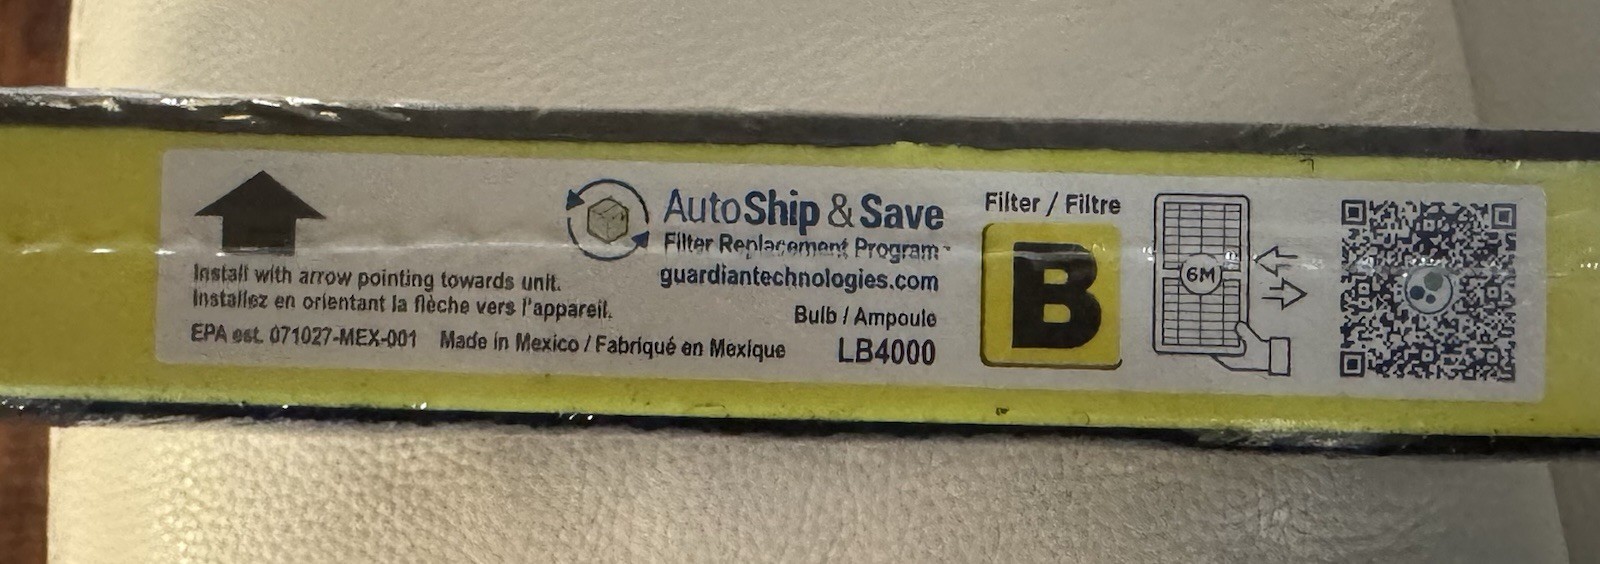 Install with arrow pointing towards unit.
Installez en orientant la flèche vers l'appareil.
EPA est. 071027-MEX-001 Made in Mexico / Fabriqué en Mexique
AutoShip & Save
Filter Replacement Program
guardiantechnologies.com
Bulb / Ampoule
LB4000
Filter / Filtre
B
6M